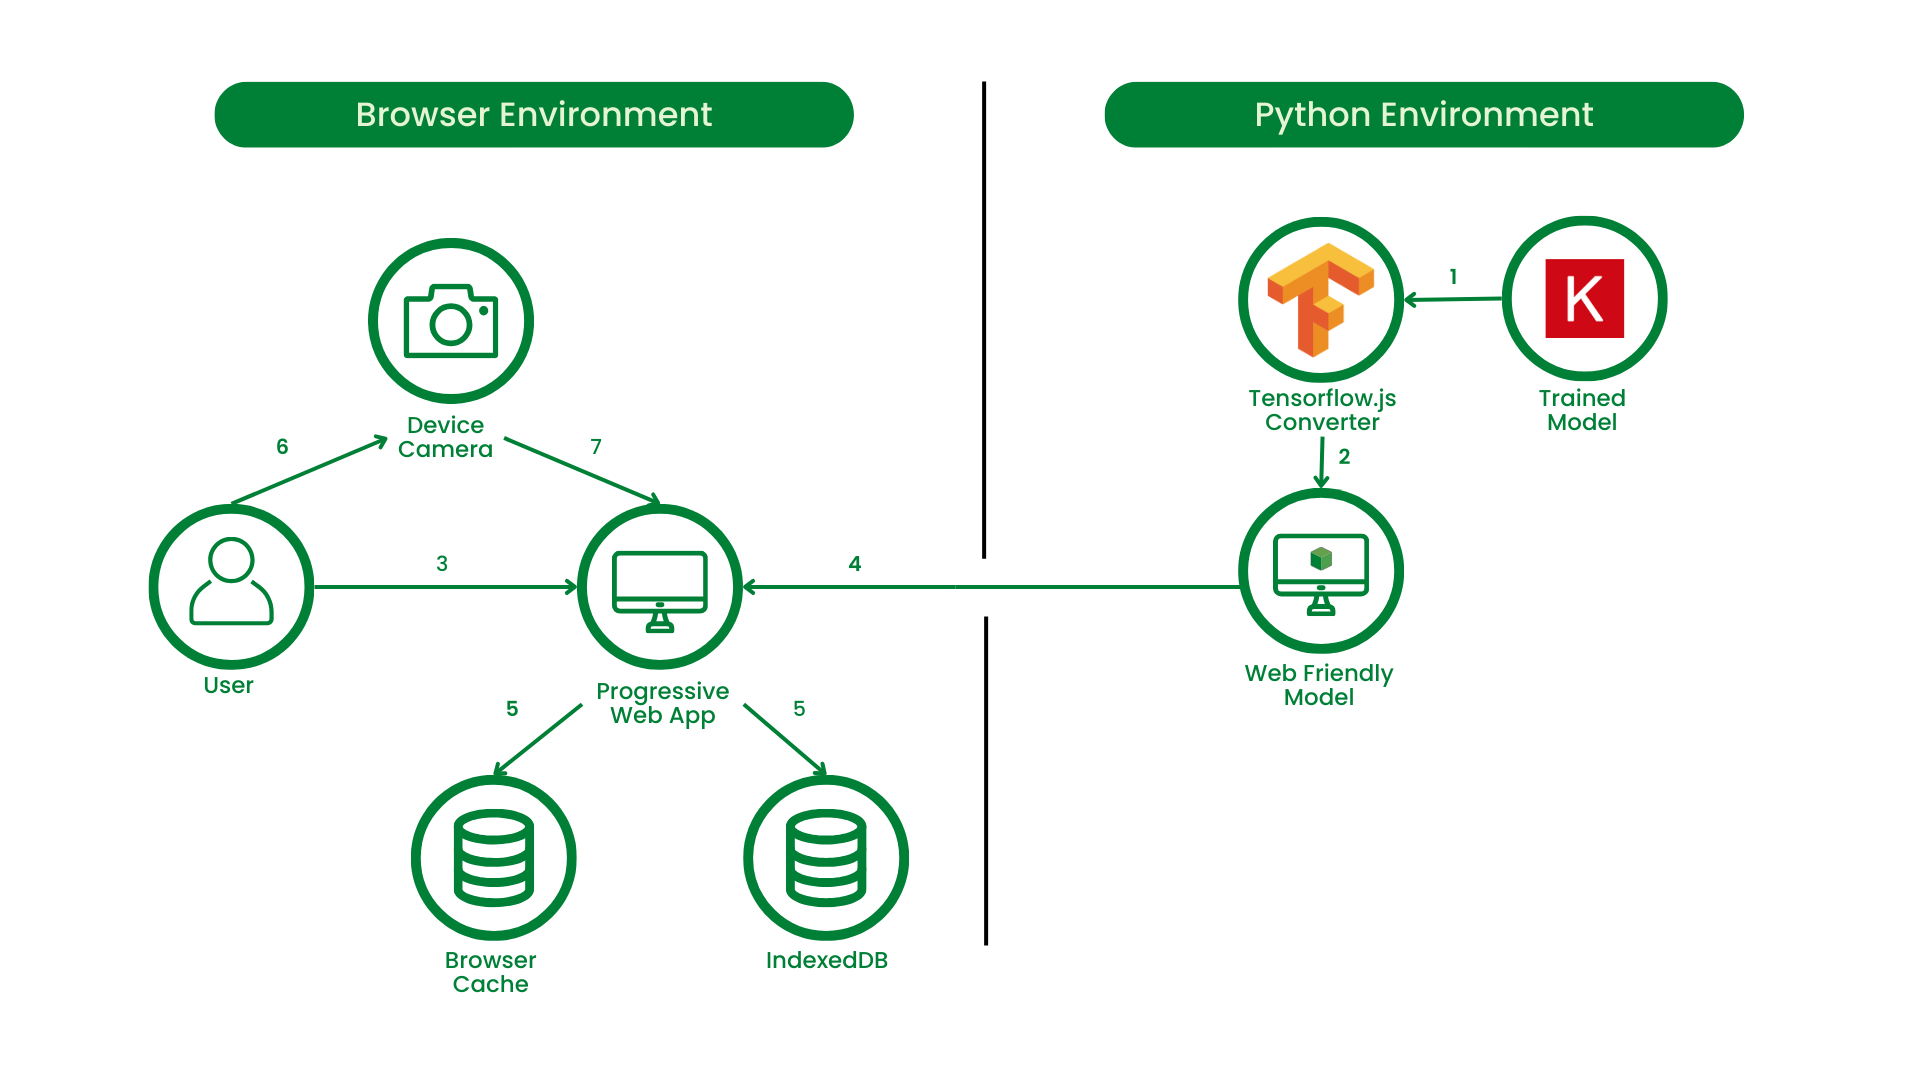 Browser Environment
Python Environment
K
1
Tensorflow.js
Converter
Trained
Model
2
Device
Camera
6
7
3
4
User
Progressive
Web App
5
5
Web Friendly
Model
Browser
Cache
IndexedDB